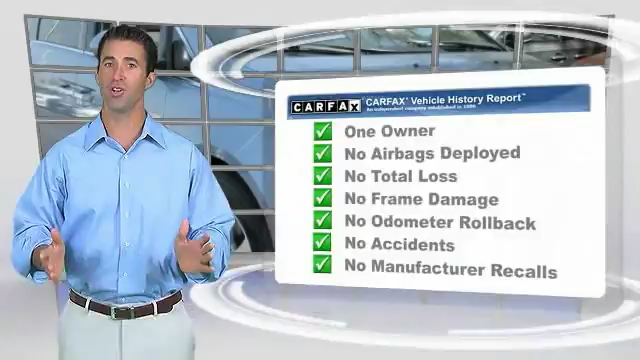 CARFAX CARFAX® Vehicle History Report™
An independent company established in 1986
One Owner
No Airbags Deployed
No Total Loss
No Frame Damage
No Odometer Rollback
No Accidents
No Manufacturer Recalls